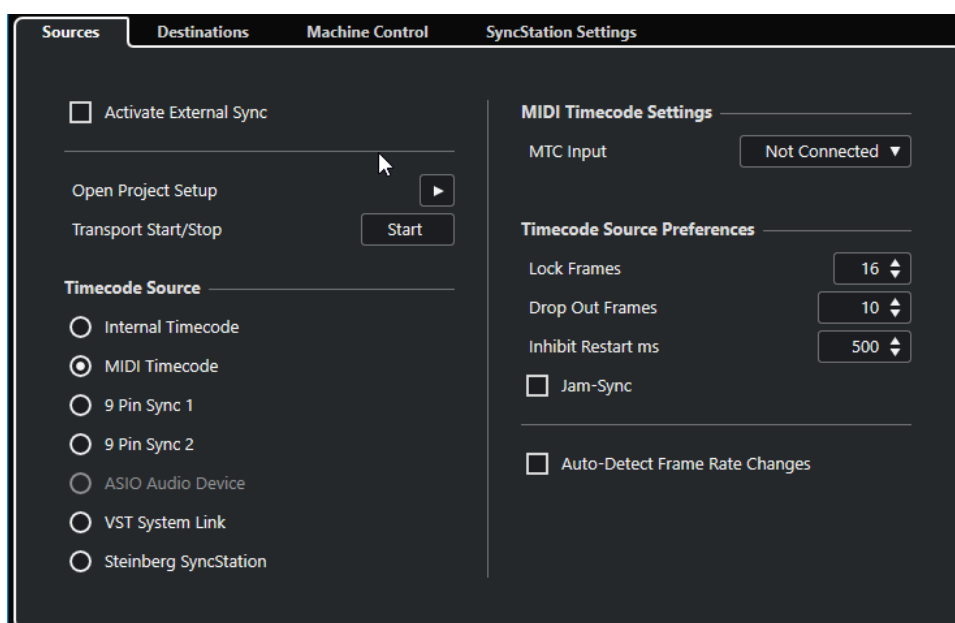 Sources Destinations Machine Control SyncStation Settings
Activate External Sync
Open Project Setup
Transport Start/Stop Start
Timecode Source
Internal Timecode
MIDI Timecode
9 Pin Sync 1
9 Pin Sync 2
ASIO Audio Device
VST System Link
Steinberg SyncStation
MIDI Timecode Settings
MTC Input Not Connected
Timecode Source Preferences
Lock Frames 16
Drop Out Frames 10
Inhibit Restart ms 500
Jam-Sync
Auto-Detect Frame Rate Changes